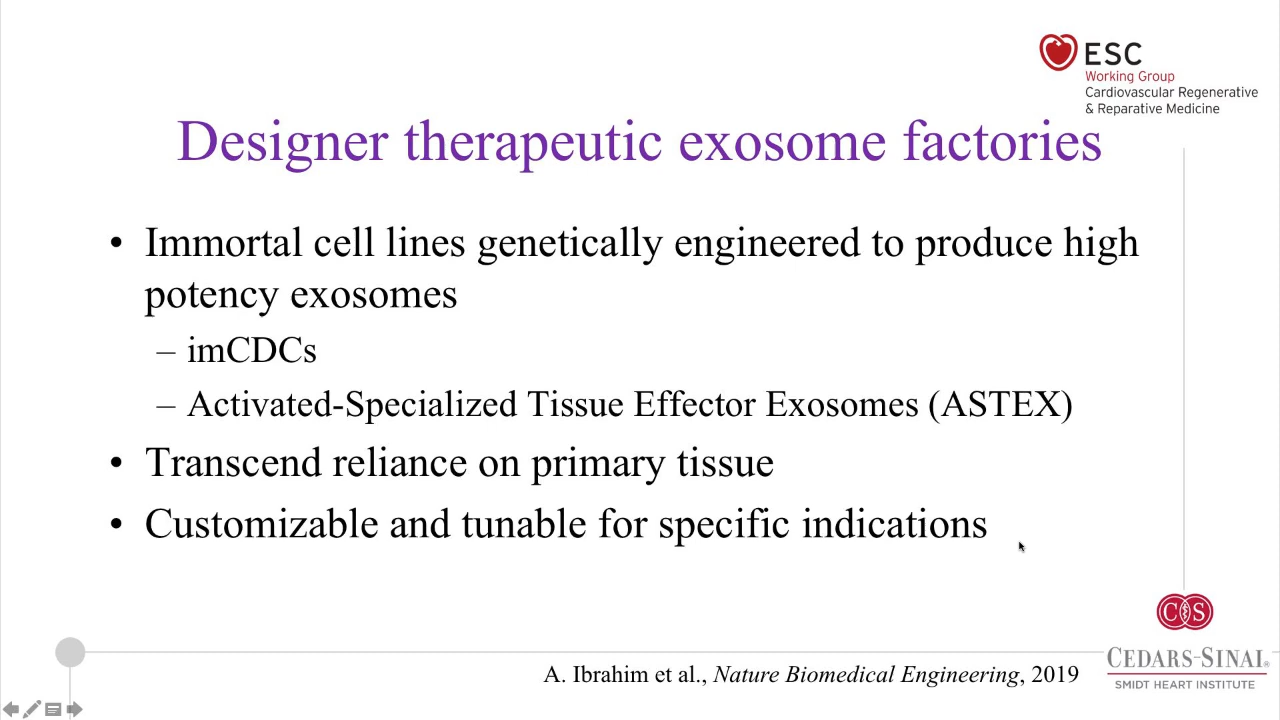 ESC
Working Group
Cardiovascular Regenerative
& Reparative Medicine
Designer therapeutic exosome factories
• Immortal cell lines genetically engineered to produce high
potency exosomes
– imCDCs
– Activated-Specialized Tissue Effector Exosomes (ASTEX)
• Transcend reliance on primary tissue
• Customizable and tunable for specific indications
CS
CEDARS-SINAI®
SMIDT HEART INSTITUTE
A. Ibrahim et al., Nature Biomedical Engineering, 2019